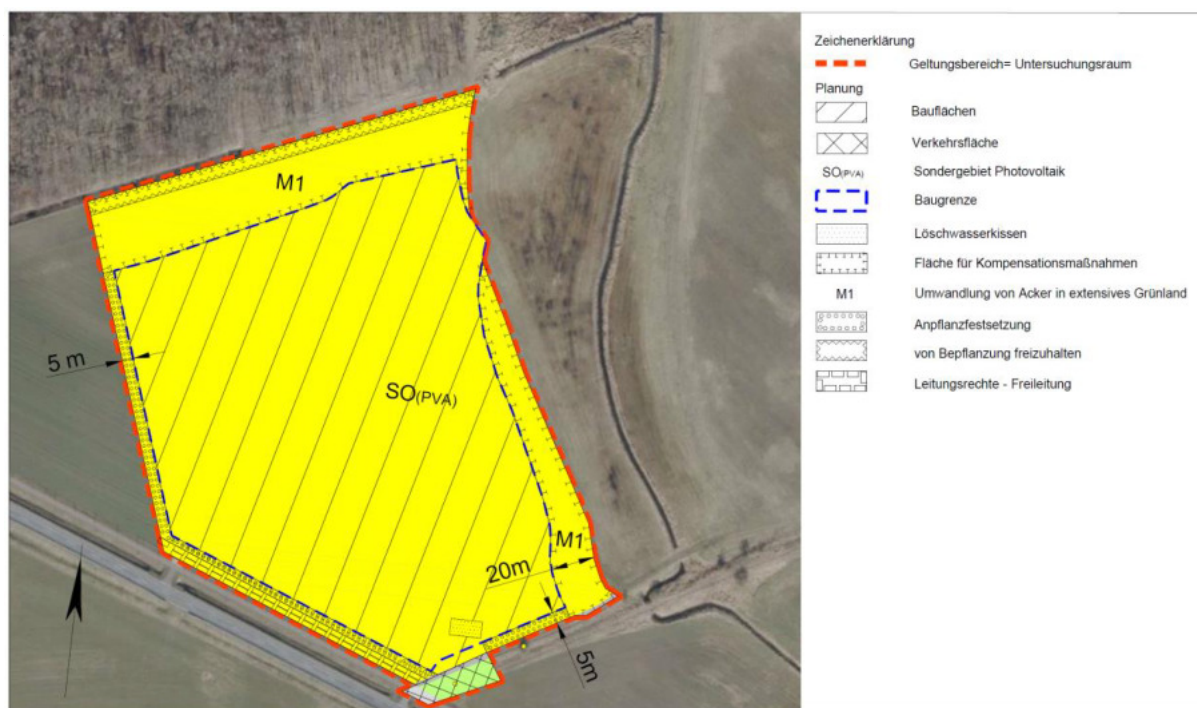 M1
5 m
SO(PVA)
M1
20m
5m
Zeichenerklärung
Geltungsbereich= Untersuchungsraum
Planung
Bauflächen
Verkehrsfläche
SO(PVA) Sondergebiet Photovoltaik
Baugrenze
Löschwasserkissen
Fläche für Kompensationsmaßnahmen
M1 Umwandlung von Acker in extensives Grünland
Anpflanzfestsetzung
von Bepflanzung freizuhalten
Leitungsrechte - Freileitung